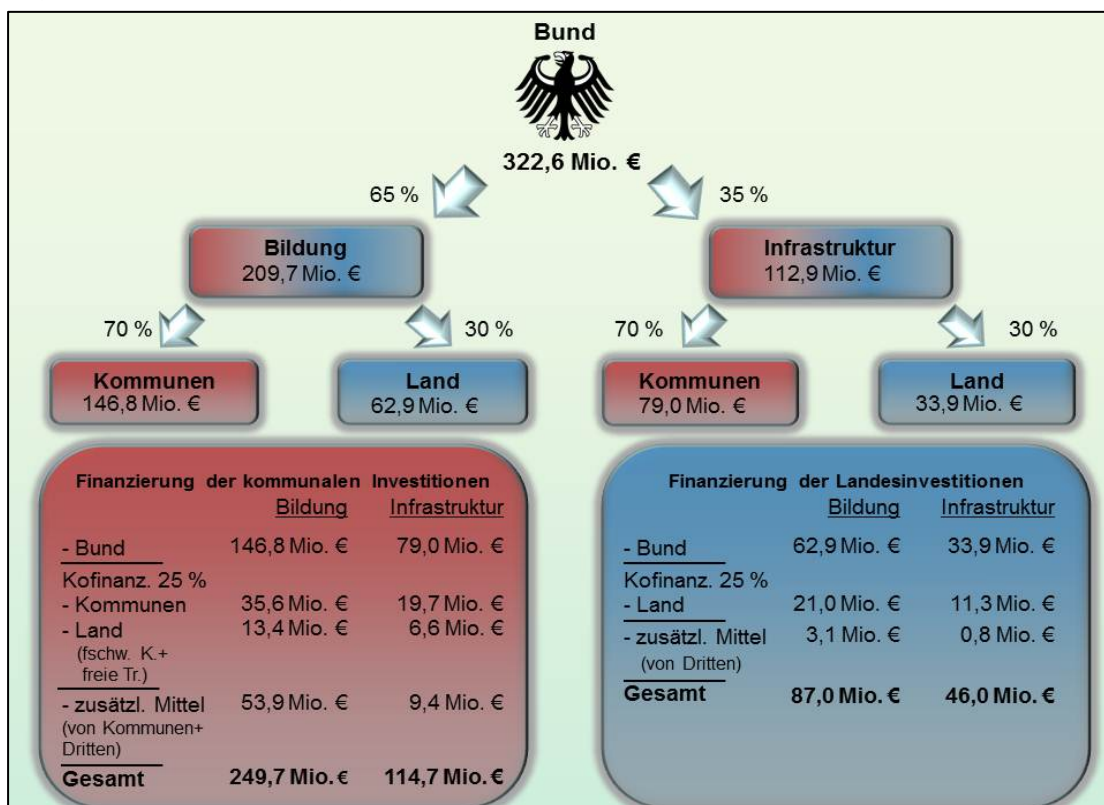 Bund
322,6 Mio. €
65 %
35 %
Bildung
209,7 Mio. €
Infrastruktur
112,9 Mio. €
70 %
30 %
70 %
30 %
Kommunen
146,8 Mio. €
Land
62,9 Mio. €
Kommunen
79,0 Mio. €
Land
33,9 Mio. €
Finanzierung der kommunalen Investitionen
Bildung Infrastruktur
- Bund 146,8 Mio. € 79,0 Mio. €
Kofinanz. 25 %
- Kommunen 35,6 Mio. € 19,7 Mio. €
- Land 13,4 Mio. € 6,6 Mio. €
(fschw. K.+
freie Tr.)
- zusätzl. Mittel 53,9 Mio. € 9,4 Mio. €
(von Kommunen+
Dritten)
Gesamt 249,7 Mio. € 114,7 Mio. €
Finanzierung der Landesinvestitionen
Bildung Infrastruktur
- Bund 62,9 Mio. € 33,9 Mio. €
Kofinanz. 25 %
- Land 21,0 Mio. € 11,3 Mio. €
- zusätzl. Mittel 3,1 Mio. € 0,8 Mio. €
(von Dritten)
Gesamt 87,0 Mio. € 46,0 Mio. €